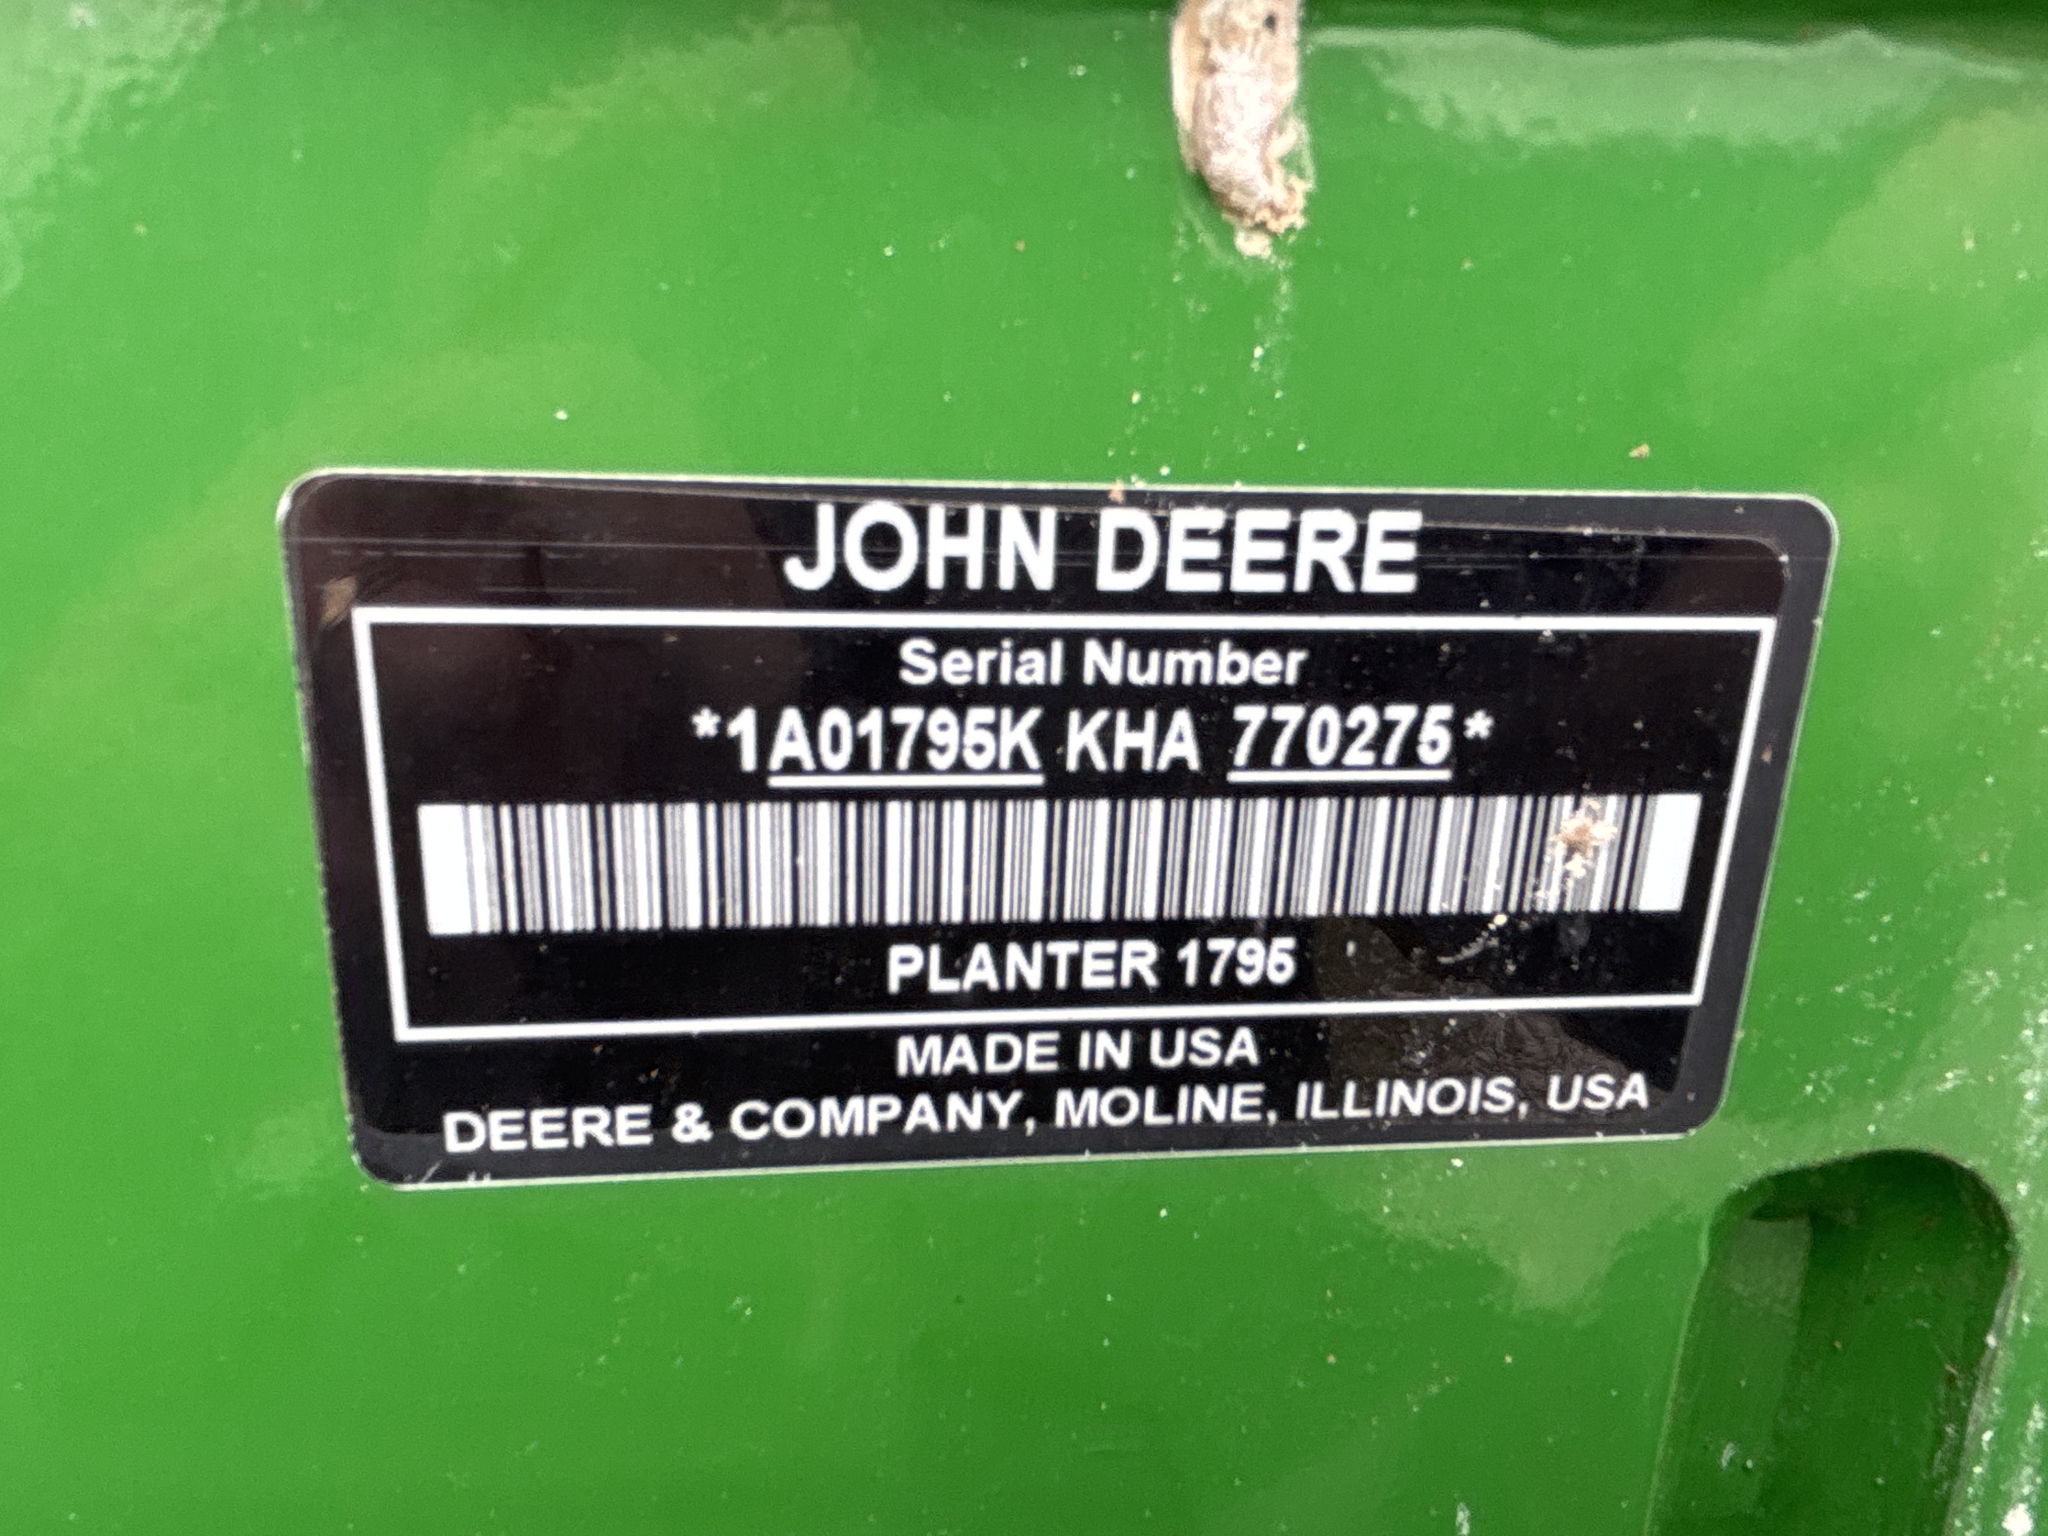 JOHN DEERE
Serial Number
*1A01795K KHA 770275*
PLANTER 1795
MADE IN USA
DEERE & COMPANY, MOLINE, ILLINOIS, USA